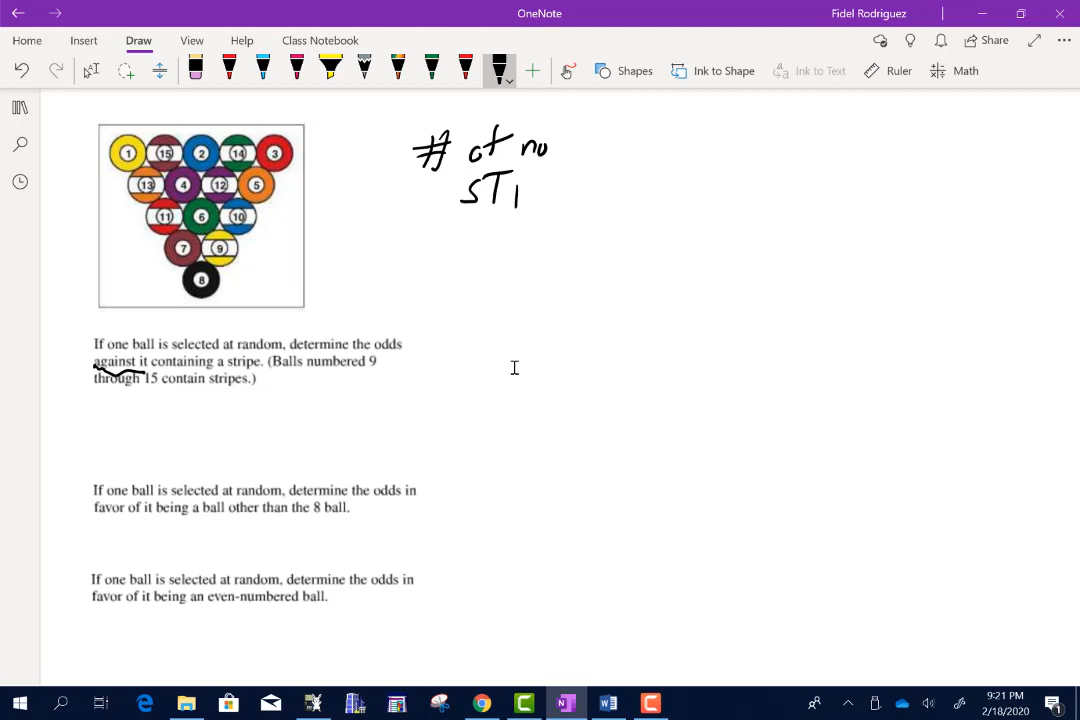 OneNote
Fidel Rodriguez
Home Insert Draw View Help Class Notebook
Share
Shapes Ink to Shape Ink to Text Ruler Math
# of no
STI
1 15 2 14 3
13 4 12 5
11 6 10
7 9
8
If one ball is selected at random, determine the odds
against it containing a stripe. (Balls numbered 9
through 15 contain stripes.)
If one ball is selected at random, determine the odds in
favor of it being a ball other than the 8 ball.
If one ball is selected at random, determine the odds in
favor of it being an even-numbered ball.
9:21 PM
2/18/2020